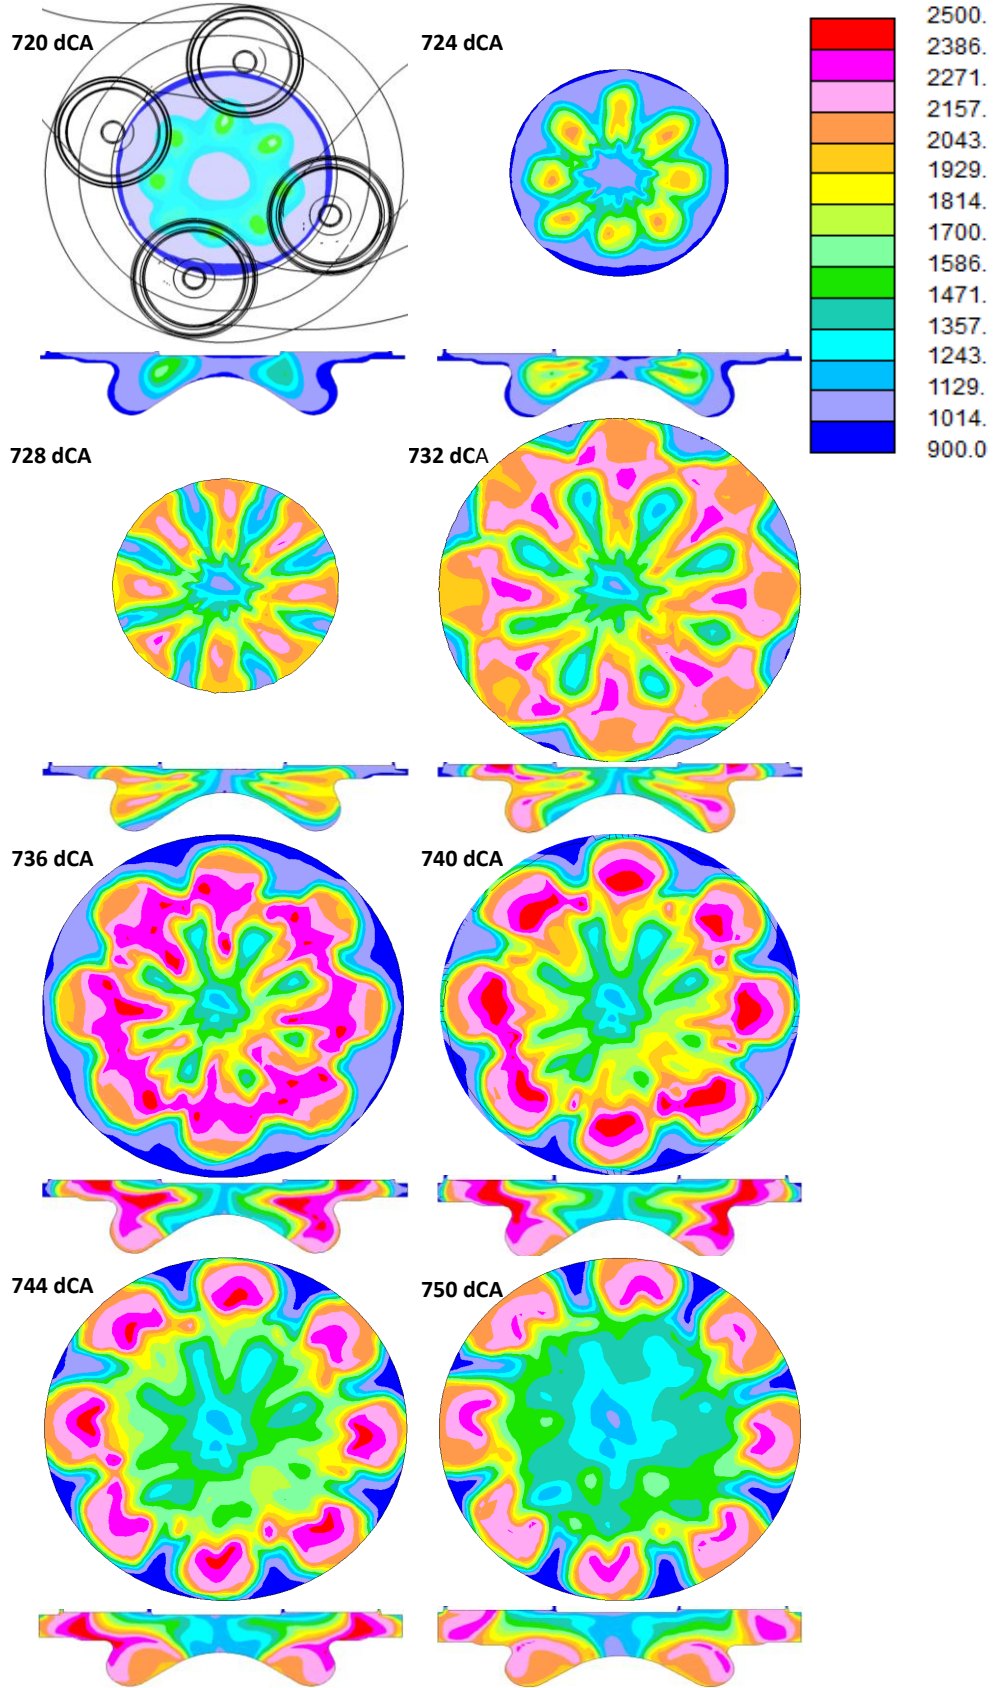 720 dCA
724 dCA
2500.
2386.
2271.
2157.
2043.
1929.
1814.
1700.
1586.
1471.
1357.
1243.
1129.
1014.
900.0
728 dCA
732 dCA
736 dCA
740 dCA
744 dCA
750 dCA